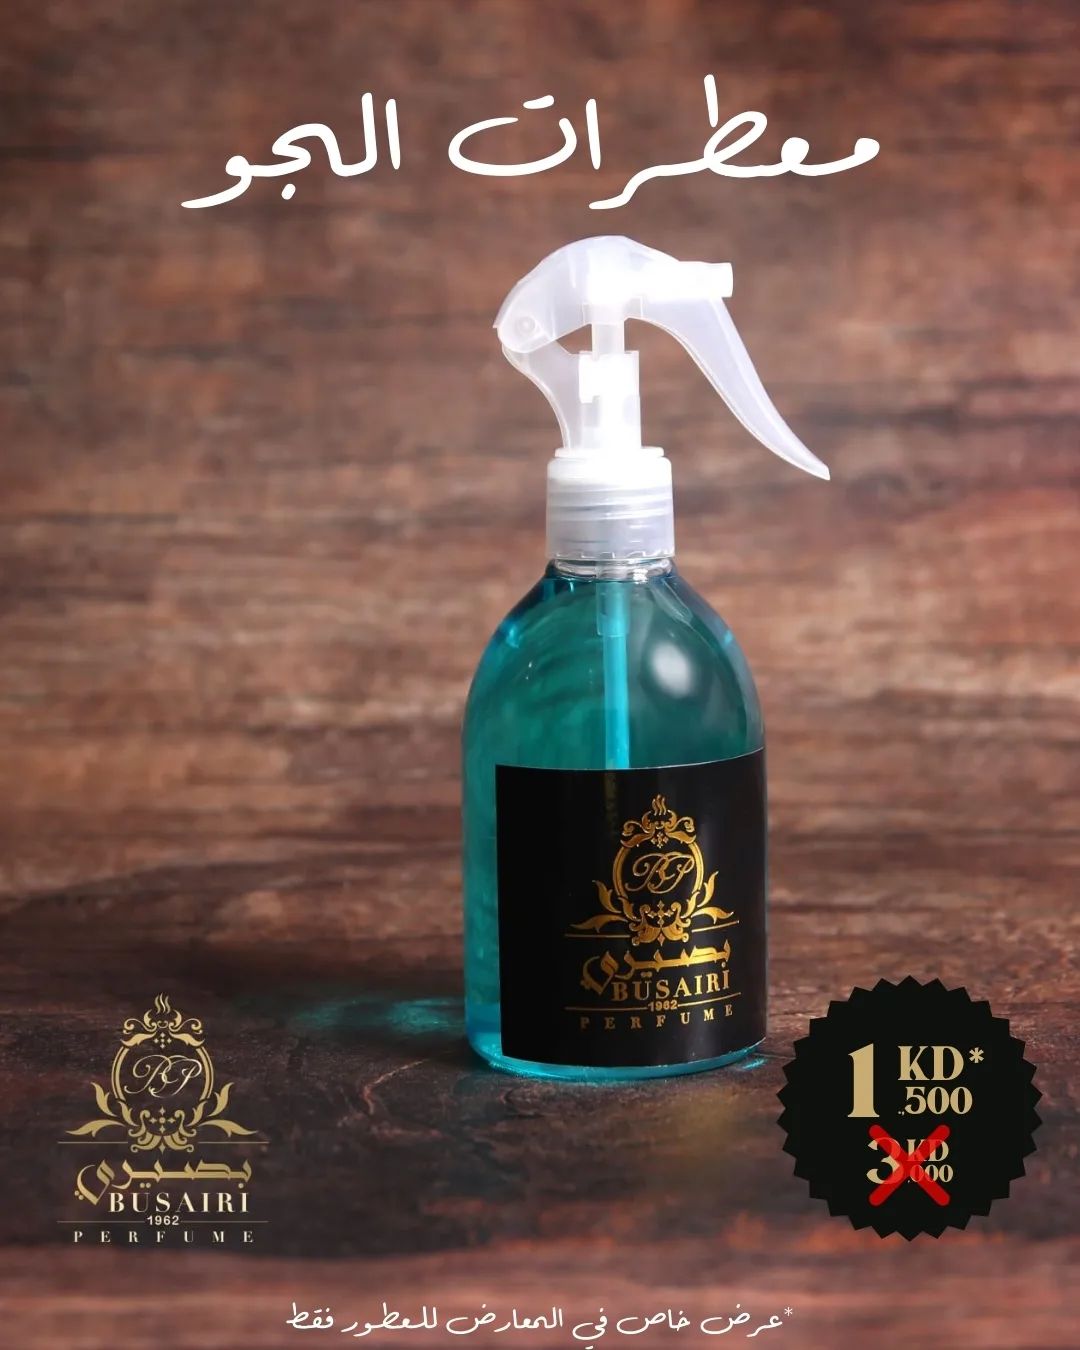 معطرات الجو
BP
بصيري
BUSAIRI
1962
PERFUME
1 KD*
.500
3 KD
.000
BP
بصيري
BUSAIRI
1962
PERFUME
*عرض خاص في المعارض للعطور فقط